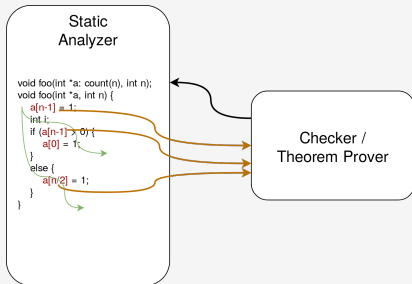 Static
Analyzer
void foo(int *a: count(n), int n);
void foo(int *a, int n) {
a[n-1] = 1;
int i;
if (a[n-1] > 0) {
a[0] = 1;
}
else {
a[n/2] = 1;
}
}
Checker /
Theorem Prover